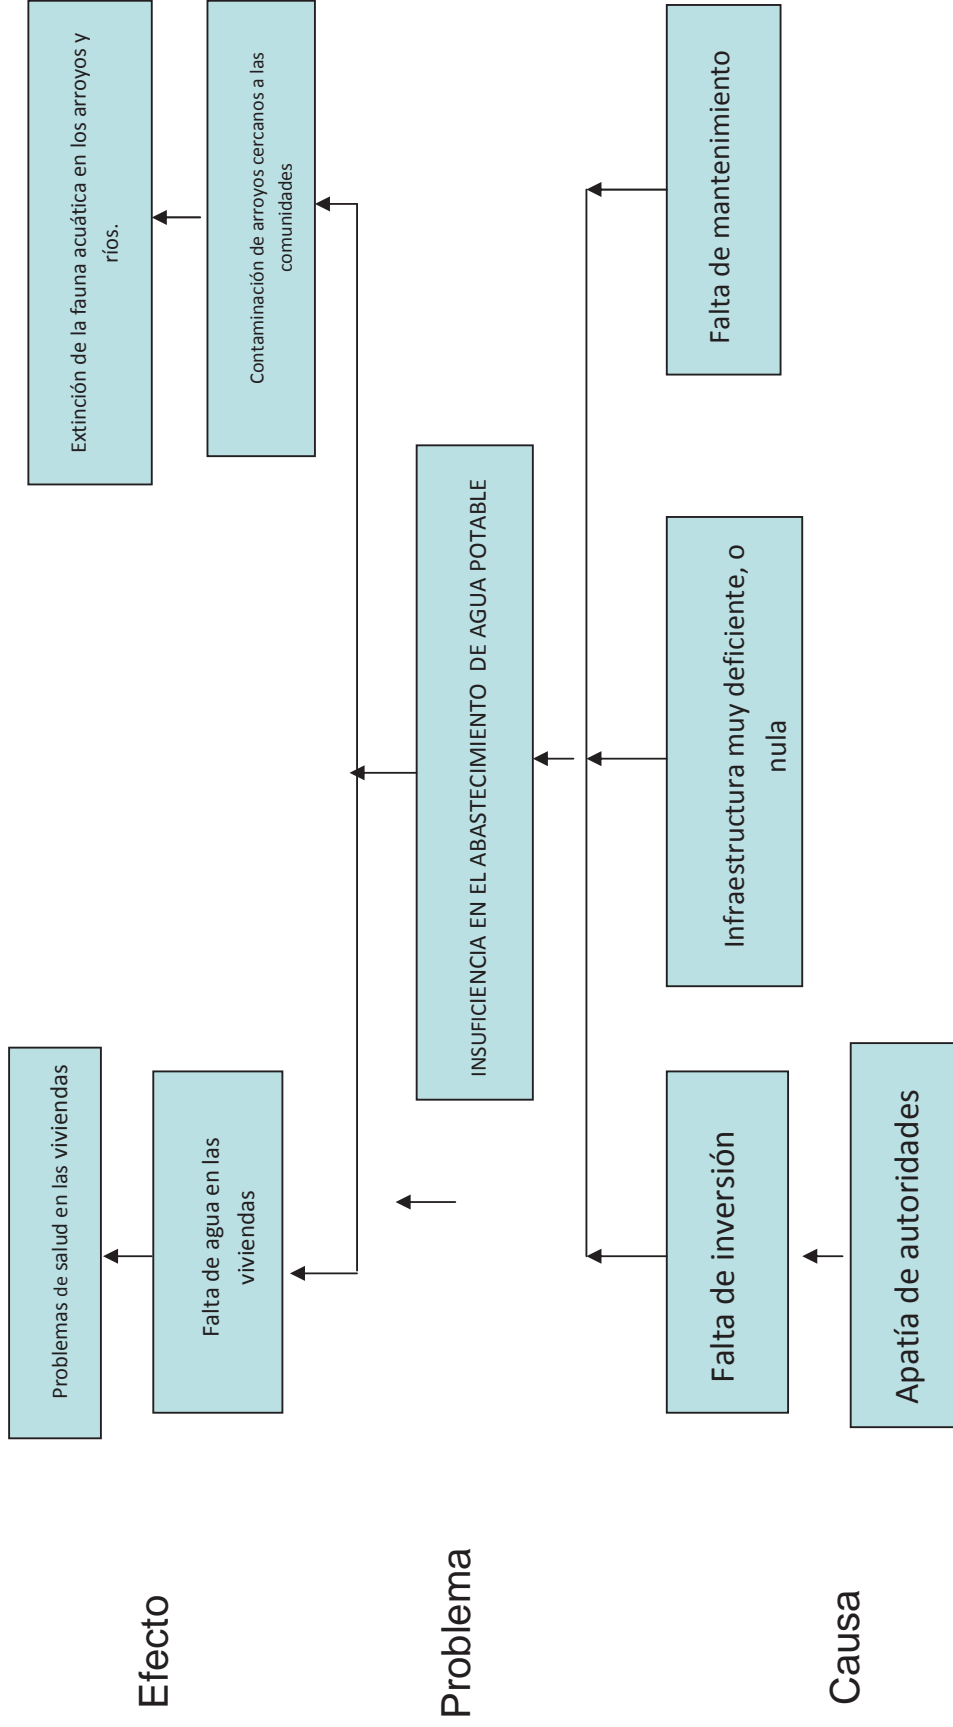 Efecto
Problemas de salud en las viviendas
Extinción de la fauna acuática en los arroyos y
ríos.
Falta de agua en las
viviendas
Contaminación de arroyos cercanos a las
comunidades
Problema
INSUFICIENCIA EN EL ABASTECIMIENTO DE AGUA POTABLE
Causa
Falta de inversión
Infraestructura muy deficiente, o
nula
Falta de mantenimiento
Apatía de autoridades